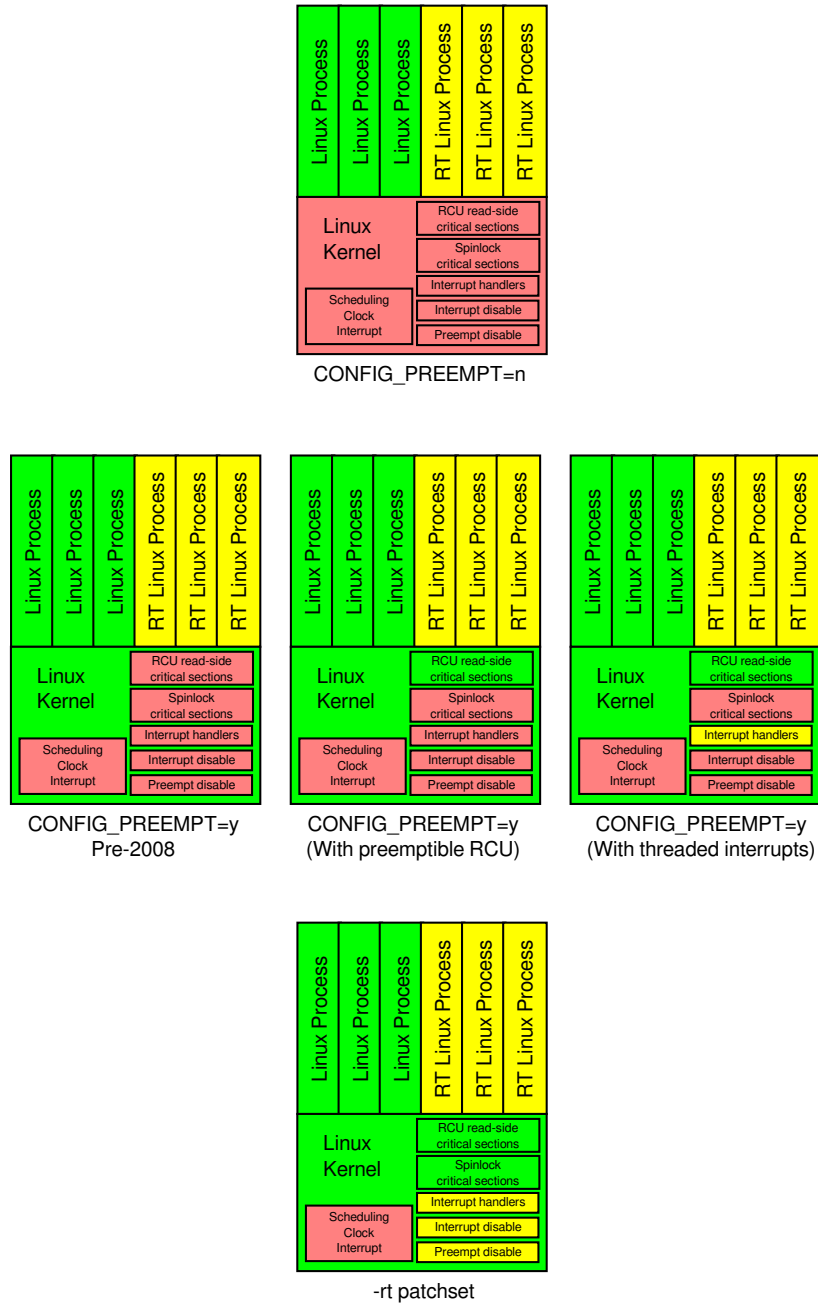 Linux Process
Linux Process
Linux Process
RT Linux Process
RT Linux Process
RT Linux Process
Linux
Kernel
RCU read-side
critical sections
Spinlock
critical sections
Interrupt handlers
Scheduling
Clock
Interrupt
Interrupt disable
Preempt disable
CONFIG_PREEMPT=n
Linux Process
Linux Process
Linux Process
RT Linux Process
RT Linux Process
RT Linux Process
Linux
Kernel
RCU read-side
critical sections
Spinlock
critical sections
Interrupt handlers
Scheduling
Clock
Interrupt
Interrupt disable
Preempt disable
CONFIG_PREEMPT=y
Pre-2008
Linux Process
Linux Process
Linux Process
RT Linux Process
RT Linux Process
RT Linux Process
Linux
Kernel
RCU read-side
critical sections
Spinlock
critical sections
Interrupt handlers
Scheduling
Clock
Interrupt
Interrupt disable
Preempt disable
CONFIG_PREEMPT=y
(With preemptible RCU)
Linux Process
Linux Process
Linux Process
RT Linux Process
RT Linux Process
RT Linux Process
Linux
Kernel
RCU read-side
critical sections
Spinlock
critical sections
Interrupt handlers
Scheduling
Clock
Interrupt
Interrupt disable
Preempt disable
CONFIG_PREEMPT=y
(With threaded interrupts)
Linux Process
Linux Process
Linux Process
RT Linux Process
RT Linux Process
RT Linux Process
Linux
Kernel
RCU read-side
critical sections
Spinlock
critical sections
Interrupt handlers
Scheduling
Clock
Interrupt
Interrupt disable
Preempt disable
-rt patchset